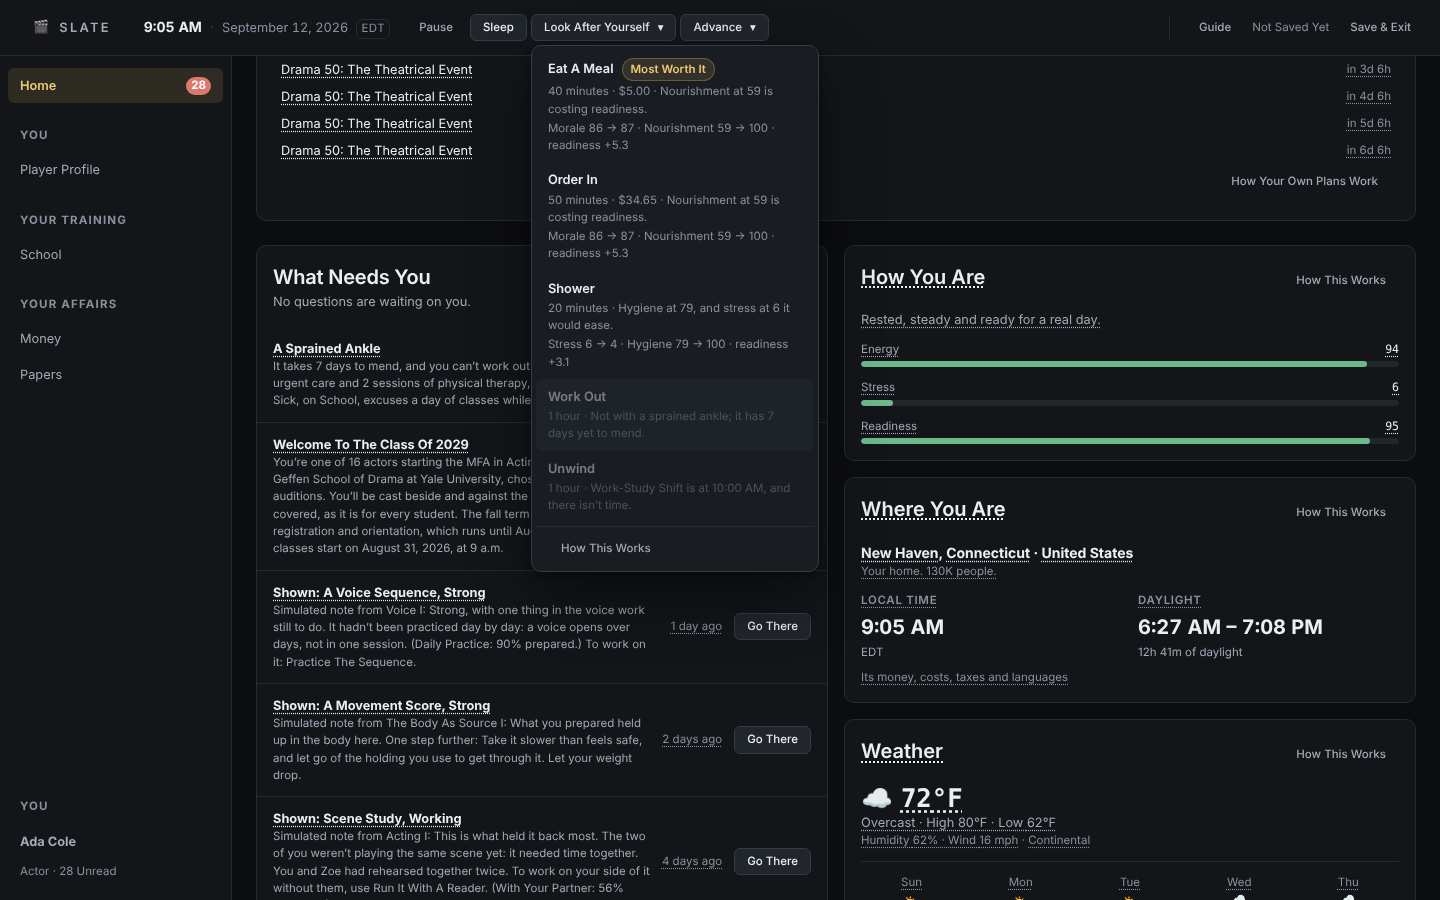 SLATE
9:05 AM · September 12, 2026 EDT
Pause
Sleep
Look After Yourself ▾
Advance ▾
Guide
Not Saved Yet
Save & Exit
Home 28
YOU
Player Profile
YOUR TRAINING
School
YOUR AFFAIRS
Money
Papers
YOU
Ada Cole
Actor · 28 Unread
Drama 50: The Theatrical Event in 3d 6h
Drama 50: The Theatrical Event in 4d 6h
Drama 50: The Theatrical Event in 5d 6h
Drama 50: The Theatrical Event in 6d 6h
How Your Own Plans Work
Eat A Meal Most Worth It
40 minutes · $5.00 · Nourishment at 59 is
costing readiness.
Morale 86 → 87 · Nourishment 59 → 100 ·
readiness +5.3
Order In
50 minutes · $34.65 · Nourishment at 59 is
costing readiness.
Morale 86 → 87 · Nourishment 59 → 100 ·
readiness +5.3
Shower
20 minutes · Hygiene at 79, and stress at 6 it
would ease.
Stress 6 → 4 · Hygiene 79 → 100 · readiness
+3.1
Work Out
1 hour · Not with a sprained ankle; it has 7
days yet to mend.
Unwind
1 hour · Work-Study Shift is at 10:00 AM, and
there isn't time.
How This Works
What Needs You
No questions are waiting on you.
A Sprained Ankle
It takes 7 days to mend, and you can't work out
urgent care and 2 sessions of physical therapy,
Sick, on School, excuses a day of classes while
Welcome To The Class Of 2029
You're one of 16 actors starting the MFA in Actin
Geffen School of Drama at Yale University, chos
auditions. You'll be cast beside and against the
covered, as it is for every student. The fall term
registration and orientation, which runs until Au
classes start on August 31, 2026, at 9 a.m.
Shown: A Voice Sequence, Strong
Simulated note from Voice I: Strong, with one thing in the voice work
still to do. It hadn't been practiced day by day: a voice opens over
days, not in one session. (Daily Practice: 90% prepared.) To work on
it: Practice The Sequence.
1 day ago
Go There
Shown: A Movement Score, Strong
Simulated note from The Body As Source I: What you prepared held
up in the body here. One step further: Take it slower than feels safe,
and let go of the holding you use to get through it. Let your weight
drop.
2 days ago
Go There
Shown: Scene Study, Working
Simulated note from Acting I: This is what held it back most. The two
of you weren't playing the same scene yet: it needed time together.
You and Zoe had rehearsed together twice. To work on your side of it
without them, use Run It With A Reader. (With Your Partner: 56%
4 days ago
Go There
How You Are
How This Works
Rested, steady and ready for a real day.
Energy 94
Stress 6
Readiness 95
Where You Are
How This Works
New Haven, Connecticut · United States
Your home. 130K people.
LOCAL TIME
9:05 AM
EDT
DAYLIGHT
6:27 AM – 7:08 PM
12h 41m of daylight
Its money, costs, taxes and languages
Weather
How This Works
72°F
Overcast · High 80°F · Low 62°F
Humidity 62% · Wind 16 mph · Continental
Sun Mon Tue Wed Thu